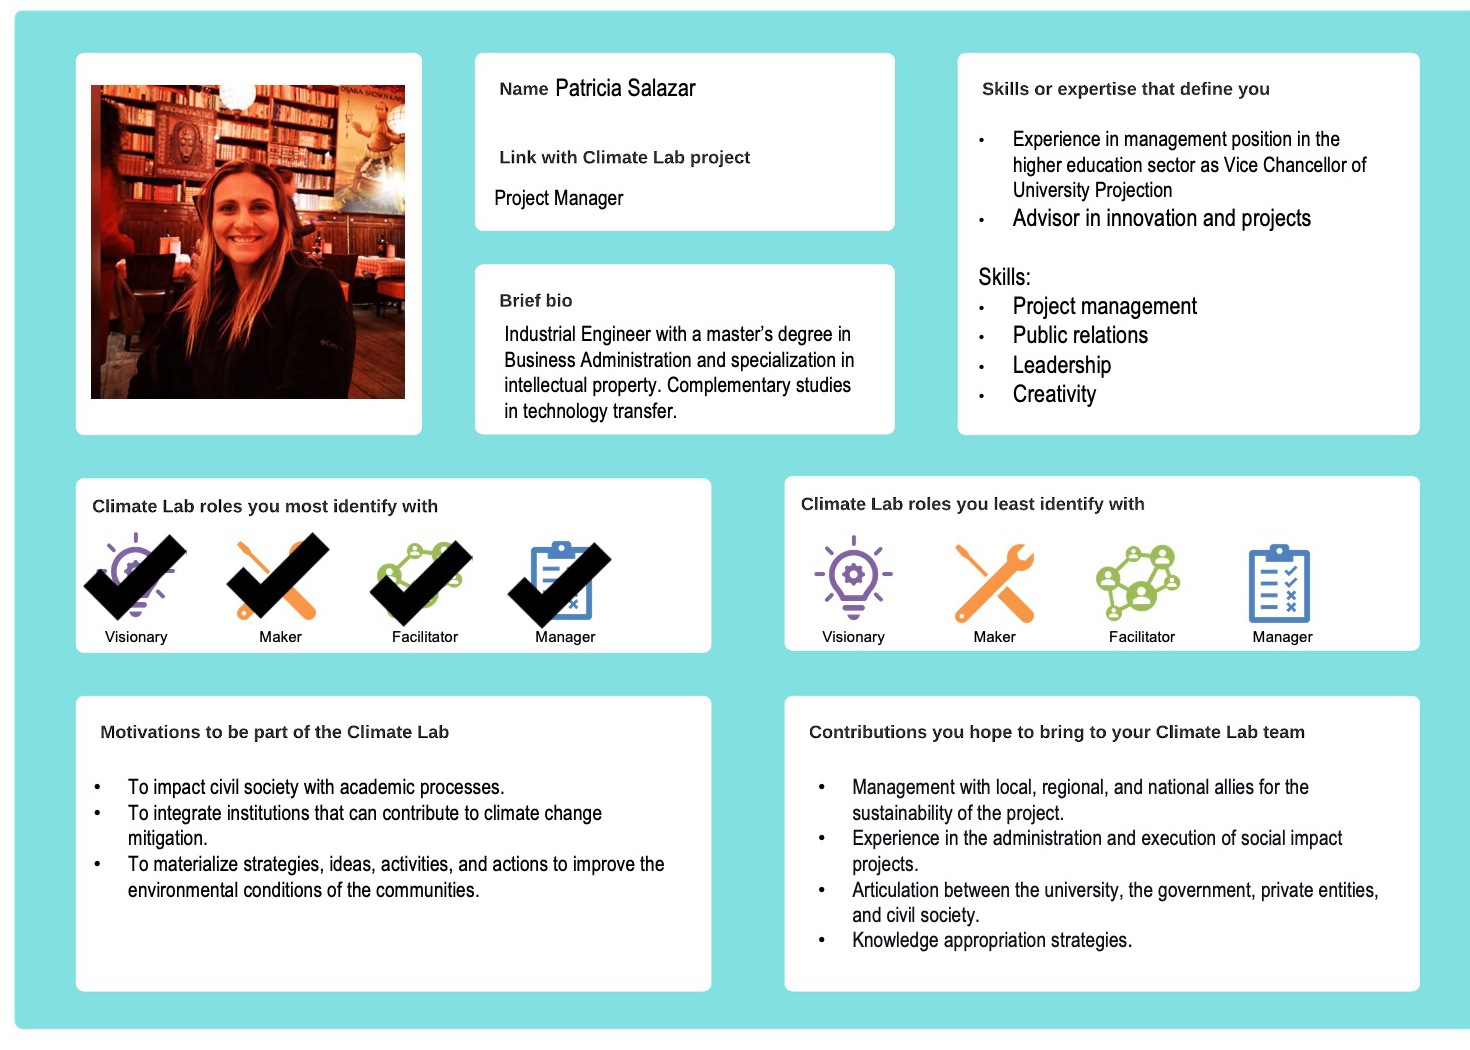 OSAKA SHOSEN KAI
Name Patricia Salazar
Link with Climate Lab project
Project Manager
Brief bio
Industrial Engineer with a master’s degree in
Business Administration and specialization in
intellectual property. Complementary studies
in technology transfer.
Skills or expertise that define you
• Experience in management position in the
higher education sector as Vice Chancellor of
University Projection
• Advisor in innovation and projects
Skills:
• Project management
• Public relations
• Leadership
• Creativity
Climate Lab roles you most identify with
Visionary Maker Facilitator Manager
Climate Lab roles you least identify with
Visionary Maker Facilitator Manager
Motivations to be part of the Climate Lab
• To impact civil society with academic processes.
• To integrate institutions that can contribute to climate change
mitigation.
• To materialize strategies, ideas, activities, and actions to improve the
environmental conditions of the communities.
Contributions you hope to bring to your Climate Lab team
• Management with local, regional, and national allies for the
sustainability of the project.
• Experience in the administration and execution of social impact
projects.
• Articulation between the university, the government, private entities,
and civil society.
• Knowledge appropriation strategies.